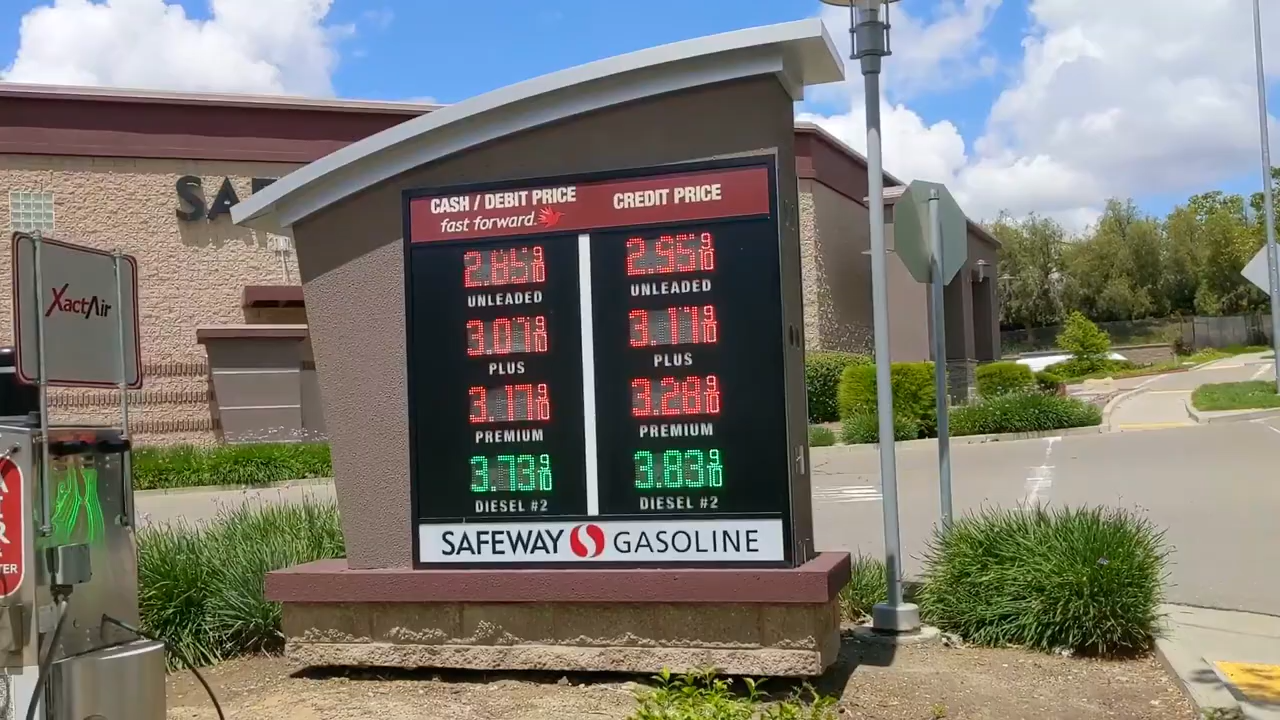 SA
XactAir
CASH / DEBIT PRICE
fast forward.
CREDIT PRICE
2.85 9/10
UNLEADED
2.95 9/10
UNLEADED
3.07 9/10
PLUS
3.17 9/10
PLUS
3.17 9/10
PREMIUM
3.28 9/10
PREMIUM
3.73 9/10
DIESEL #2
3.83 9/10
DIESEL #2
SAFEWAY GASOLINE